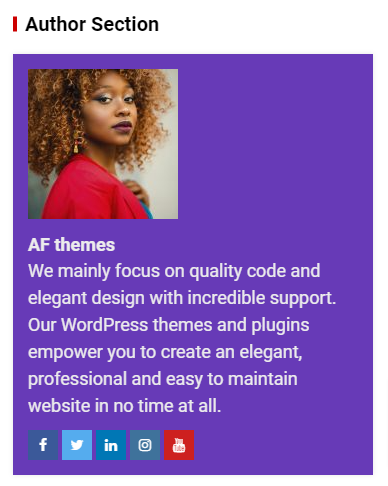 Author Section
AF themes
We mainly focus on quality code and
elegant design with incredible support.
Our WordPress themes and plugins
empower you to create an elegant,
professional and easy to maintain
website in no time at all.